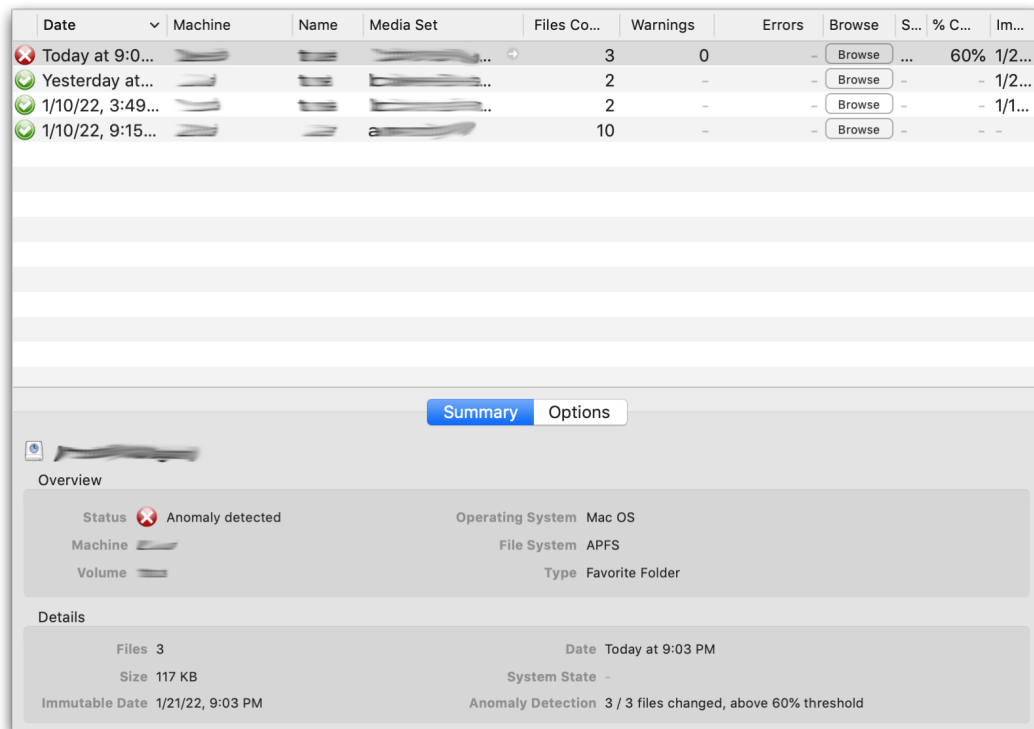 Date Machine Name Media Set Files Co... Warnings Errors Browse S... % C... Im...
Today at 9:0... ... 3 0 - Browse ... 60% 1/2...
Yesterday at... ... 2 - - Browse - - 1/2...
1/10/22, 3:49... ... 2 - - Browse - - 1/1...
1/10/22, 9:15... a 10 - - Browse - - -
Summary Options
Overview
Status Anomaly detected Operating System Mac OS
Machine File System APFS
Volume Type Favorite Folder
Details
Files 3 Date Today at 9:03 PM
Size 117 KB System State -
Immutable Date 1/21/22, 9:03 PM Anomaly Detection 3 / 3 files changed, above 60% threshold